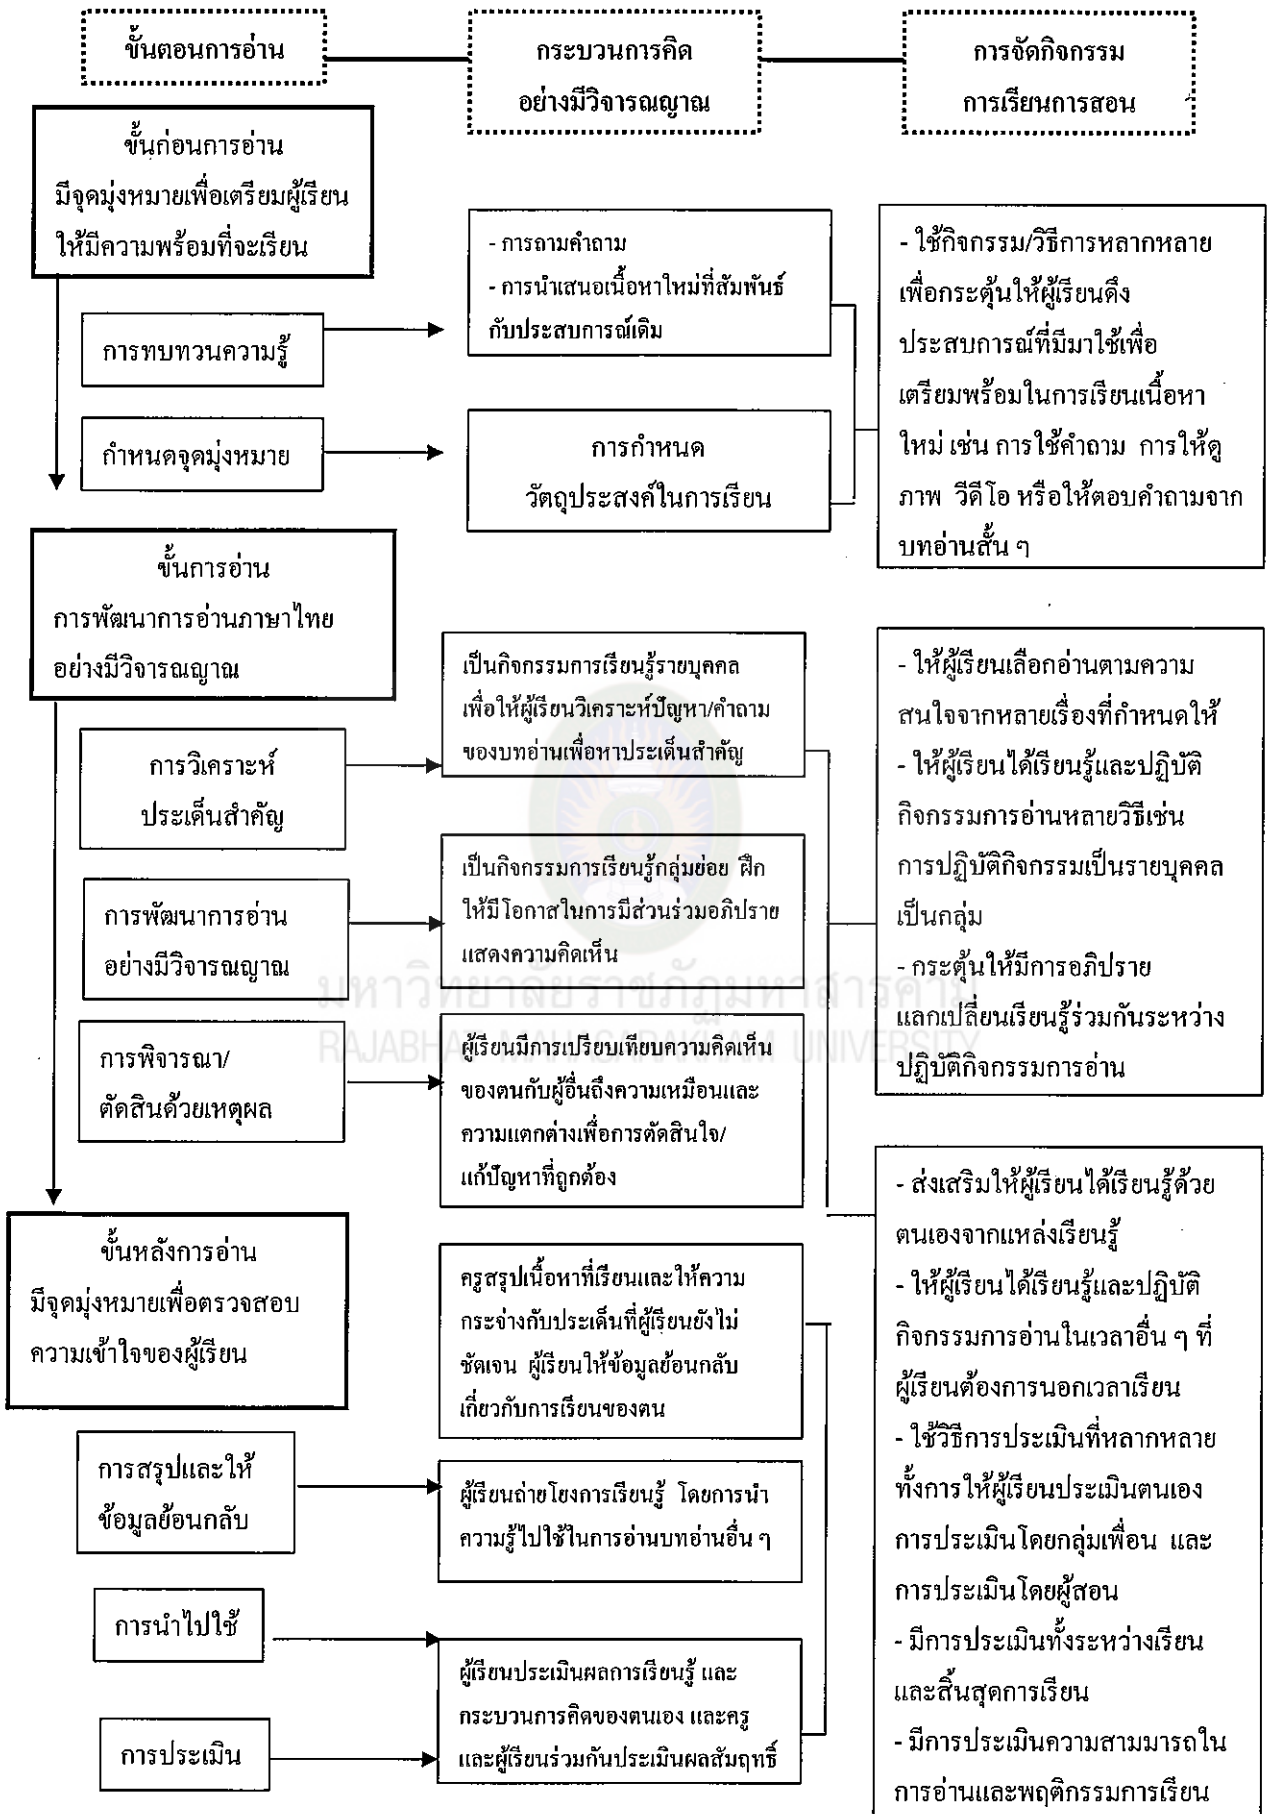 ขั้นตอนการอ่าน
กระบวนการคิด
อย่างมีวิจารณญาณ
การจัดกิจกรรม
การเรียนการสอน
ขั้นก่อนการอ่าน
มีจุดมุ่งหมายเพื่อเตรียมผู้เรียน
ให้มีความพร้อมที่จะเรียน
การทบทวนความรู้
- การถามคำถาม
- การนำเสนอเนื้อหาใหม่ที่สัมพันธ์
กับประสบการณ์เดิม
กำหนดจุดมุ่งหมาย
การกำหนด
วัตถุประสงค์ในการเรียน
- ใช้กิจกรรม/วิธีการหลากหลาย
เพื่อกระตุ้นให้ผู้เรียนดึง
ประสบการณ์ที่มีมาใช้เพื่อ
เตรียมพร้อมในการเรียนเนื้อหา
ใหม่ เช่น การใช้คำถาม การให้ดู
ภาพ วีดีโอ หรือให้ตอบคำถามจาก
บทอ่านสั้น ๆ
ขั้นการอ่าน
การพัฒนาการอ่านภาษาไทย
อย่างมีวิจารณญาณ
การวิเคราะห์
ประเด็นสำคัญ
เป็นกิจกรรมการเรียนรู้รายบุคคล
เพื่อให้ผู้เรียนวิเคราะห์ปัญหา/คำถาม
ของบทอ่านเพื่อหาประเด็นสำคัญ
การพัฒนาการอ่าน
อย่างมีวิจารณญาณ
เป็นกิจกรรมการเรียนรู้กลุ่มย่อย ฝึก
ให้มีโอกาสในการมีส่วนร่วมอภิปราย
แสดงความคิดเห็น
การพิจารณา/
ตัดสินด้วยเหตุผล
ผู้เรียนมีการเปรียบเทียบความคิดเห็น
ของตนกับผู้อื่นถึงความเหมือนและ
ความแตกต่างเพื่อการตัดสินใจ/
แก้ปัญหาที่ถูกต้อง
- ให้ผู้เรียนเลือกอ่านตามความ
สนใจจากหลายเรื่องที่กำหนดให้
- ให้ผู้เรียนได้เรียนรู้และปฏิบัติ
กิจกรรมการอ่านหลายวิธีเช่น
การปฏิบัติกิจกรรมเป็นรายบุคคล
เป็นกลุ่ม
- กระตุ้นให้มีการอภิปราย
แลกเปลี่ยนเรียนรู้ร่วมกันระหว่าง
ปฏิบัติกิจกรรมการอ่าน
มหาวิทยาลัยราชภัฏมหาสารคาม
RAJABHAT MAHASARAKHAM UNIVERSITY
ขั้นหลังการอ่าน
มีจุดมุ่งหมายเพื่อตรวจสอบ
ความเข้าใจของผู้เรียน
ครูสรุปเนื้อหาที่เรียนและให้ความ
กระจ่างกับประเด็นที่ผู้เรียนยังไม่
ชัดเจน ผู้เรียนให้ข้อมูลย้อนกลับ
เกี่ยวกับการเรียนของตน
การสรุปและให้
ข้อมูลย้อนกลับ
ผู้เรียนถ่ายโยงการเรียนรู้ โดยการนำ
ความรู้ไปใช้ในการอ่านบทอ่านอื่น ๆ
การนำไปใช้
ผู้เรียนประเมินผลการเรียนรู้ และ
กระบวนการคิดของตนเอง และครู
และผู้เรียนร่วมกันประเมินผลสัมฤทธิ์
การประเมิน
- ส่งเสริมให้ผู้เรียนได้เรียนรู้ด้วย
ตนเองจากแหล่งเรียนรู้
- ให้ผู้เรียนได้เรียนรู้และปฏิบัติ
กิจกรรมการอ่านในเวลาอื่น ๆ ที่
ผู้เรียนต้องการนอกเวลาเรียน
- ใช้วิธีการประเมินที่หลากหลาย
ทั้งการให้ผู้เรียนประเมินตนเอง
การประเมินโดยกลุ่มเพื่อน และ
การประเมินโดยผู้สอน
- มีการประเมินทั้งระหว่างเรียน
และสิ้นสุดการเรียน
- มีการประเมินความสามมารถใน
การอ่านและพฤติกรรมการเรียน